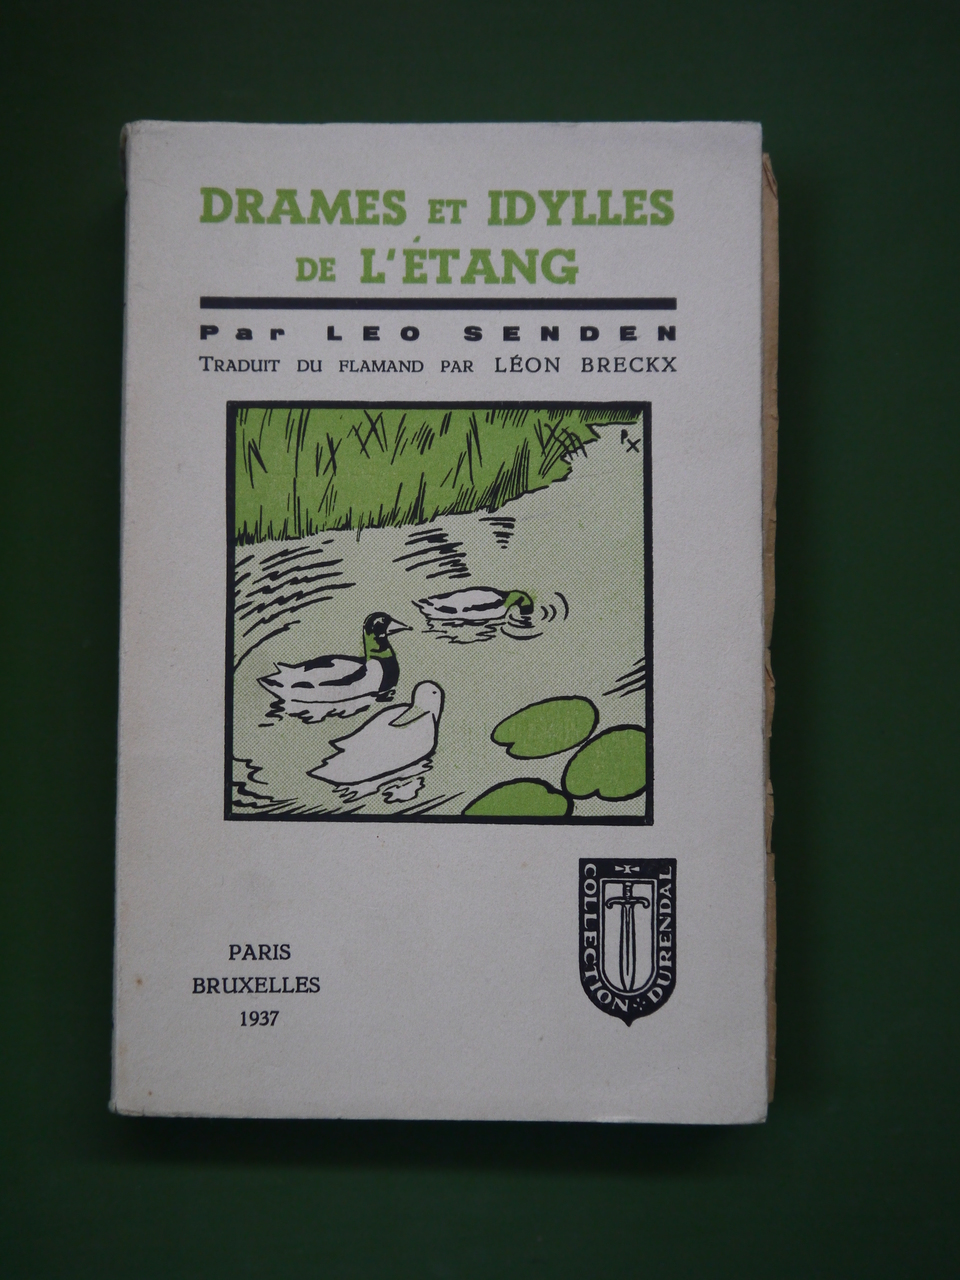 DRAMES ET IDYLLES
DE L'ÉTANG
Par LEO SENDEN
TRADUIT DU FLAMAND PAR LÉON BRECKX
PX
COLLECTION DURENDAL
PARIS
BRUXELLES
1937